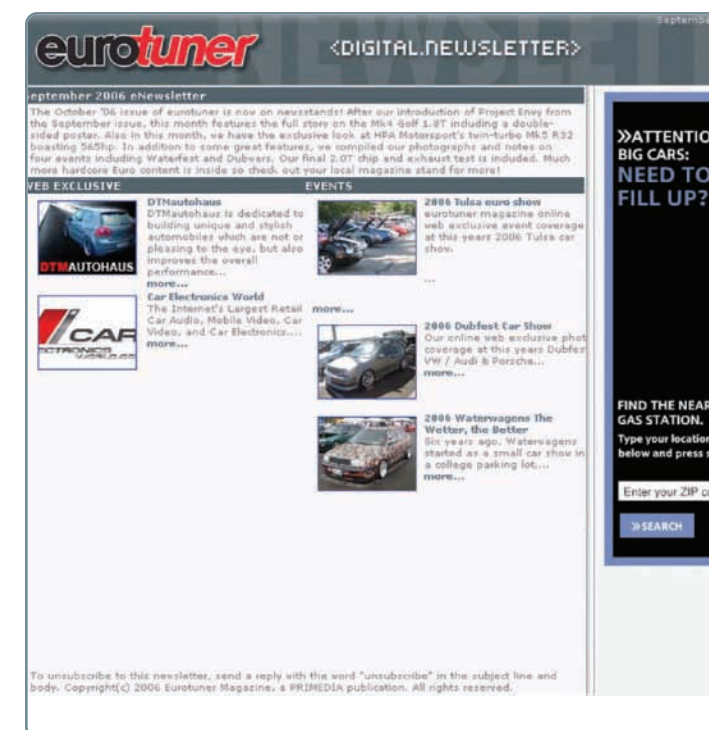 September
eurotuner
<DIGITAL.NEWSLETTER>
eptember 2006 eNewsletter
The October '06 issue of eurotuner is now on newsstands! After our introduction of Project Envy from
the September issue, this month features the full story on the Mk4 Golf 1.8T including a double-
sided poster. Also in this month, we have the exclusive look at HPA Motorsport's twin-turbo Mk5 R32
boasting 565hp. In addition to some great features, we compiled our photographs and notes on
four events including Waterfest and Dubwars. Our final 2.0T chip and exhaust test is included. Much
more hardcore Euro content is inside so check out your local magazine stand for more!
WEB EXCLUSIVE
DTMAUTOHAUS
DTMautohaus
DTMautohaus is dedicated to
building unique and stylish
automobiles which are not or
pleasing to the eye, but also
improves the overall
performance...
more...
CAR
Car Electronics World
The Internet's Largest Retail
Car Audio, Mobile Video, Car
Video, and Car Electronics....
more...
EVENTS
2006 Tulsa euro show
eurotuner magazine online
web exclusive event coverage
at this years 2006 Tulsa car
show.
...
more...
2006 Dubfest Car Show
Our online web exclusive phot
coverage at this years Dubfes
VW / Audi & Porsche...
more...
2006 Waterwagens The
Wetter, the Better
Six years ago, Waterwagens
started as a small car show in
a college parking lot,...
more...
»ATTENTIO
BIG CARS:
NEED TO
FILL UP?
FIND THE NEAR
GAS STATION.
Type your location
below and press s
Enter your ZIP co
»SEARCH
To unsubscribe to this newsletter, send a reply with the word "unsubscribe" in the subject line and
body. Copyright(c) 2006 Eurotuner Magazine, a PRIMEDIA publication. All rights reserved.